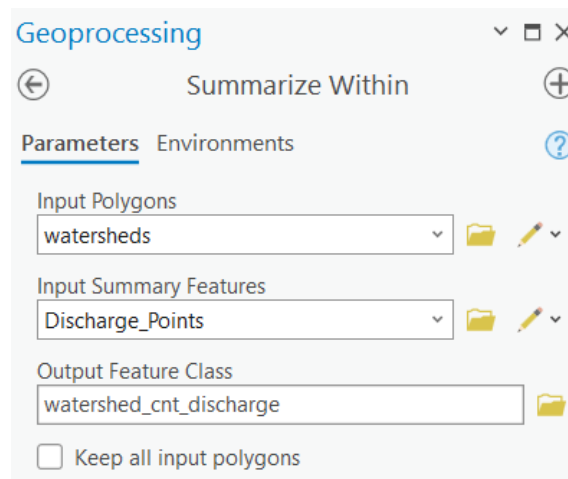 Geoprocessing
Summarize Within
Parameters Environments
Input Polygons
watersheds
Input Summary Features
Discharge_Points
Output Feature Class
watershed_cnt_discharge
Keep all input polygons